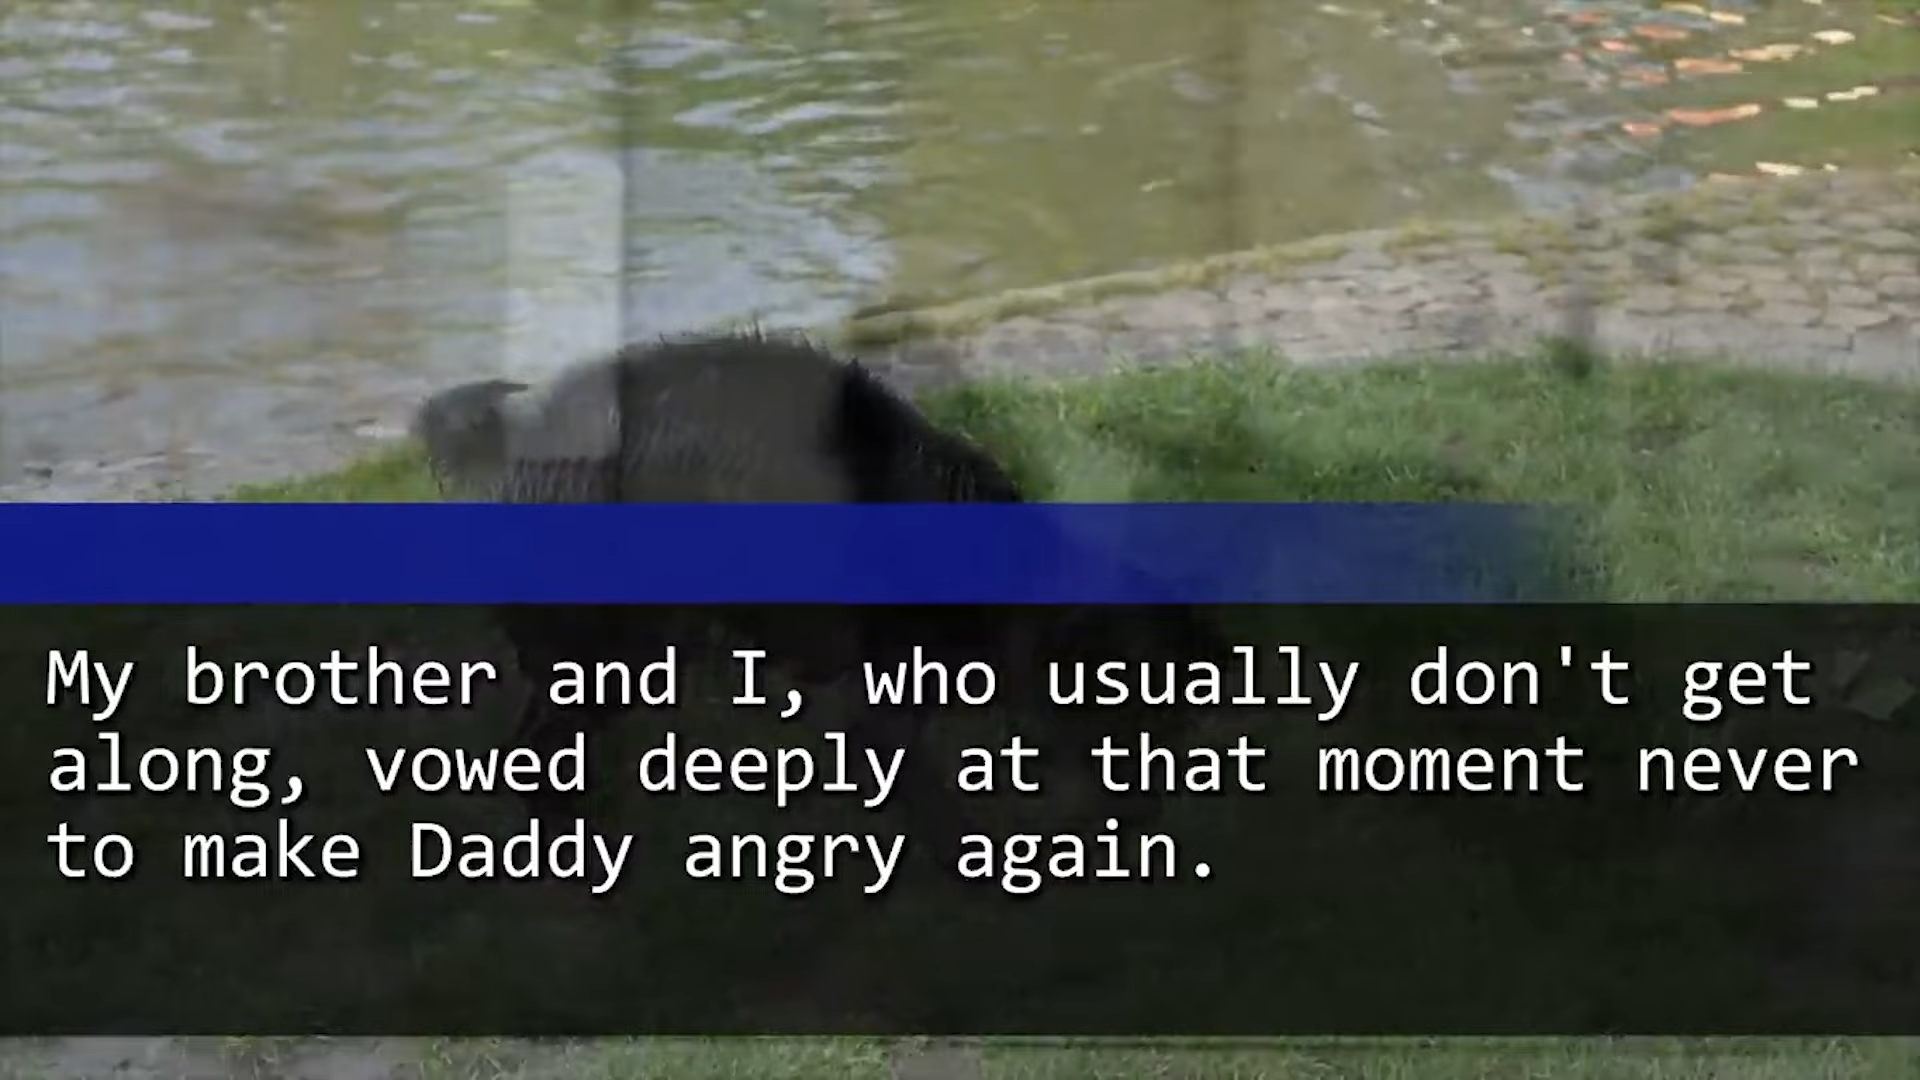 My brother and I, who usually don't get
along, vowed deeply at that moment never
to make Daddy angry again.